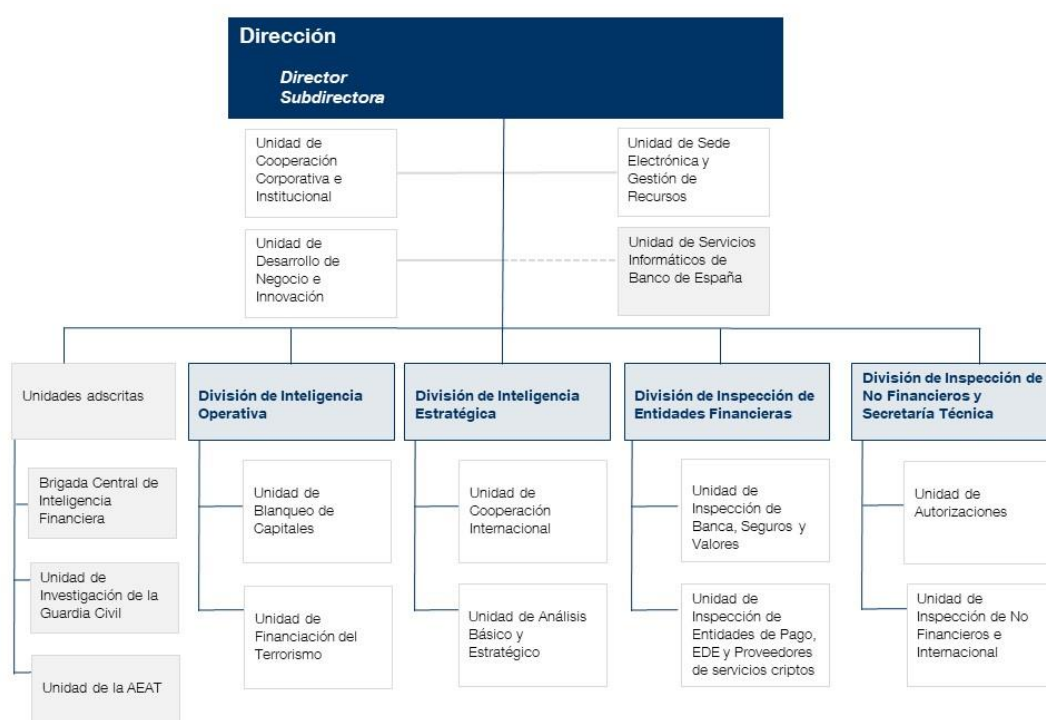 Dirección
Director
Subdirectora
Unidad de
Cooperación
Corporativa e
Institucional
Unidad de Sede
Electrónica y
Gestión de
Recursos
Unidad de
Desarrollo de
Negocio e
Innovación
Unidad de Servicios
Informáticos de
Banco de España
Unidades adscritas
División de Inteligencia
Operativa
División de Inteligencia
Estratégica
División de Inspección de
Entidades Financieras
División de Inspección de
No Financieros y
Secretaría Técnica
Brigada Central de
Inteligencia
Financiera
Unidad de
Blanqueo de
Capitales
Unidad de
Cooperación
Internacional
Unidad de
Inspección de
Banca, Seguros y
Valores
Unidad de
Autorizaciones
Unidad de
Investigación de la
Guardia Civil
Unidad de
Financiación del
Terrorismo
Unidad de Análisis
Básico y
Estratégico
Unidad de
Inspección de
Entidades de Pago,
EDE y Proveedores
de servicios criptos
Unidad de
Inspección de No
Financieros e
Internacional
Unidad de la AEAT